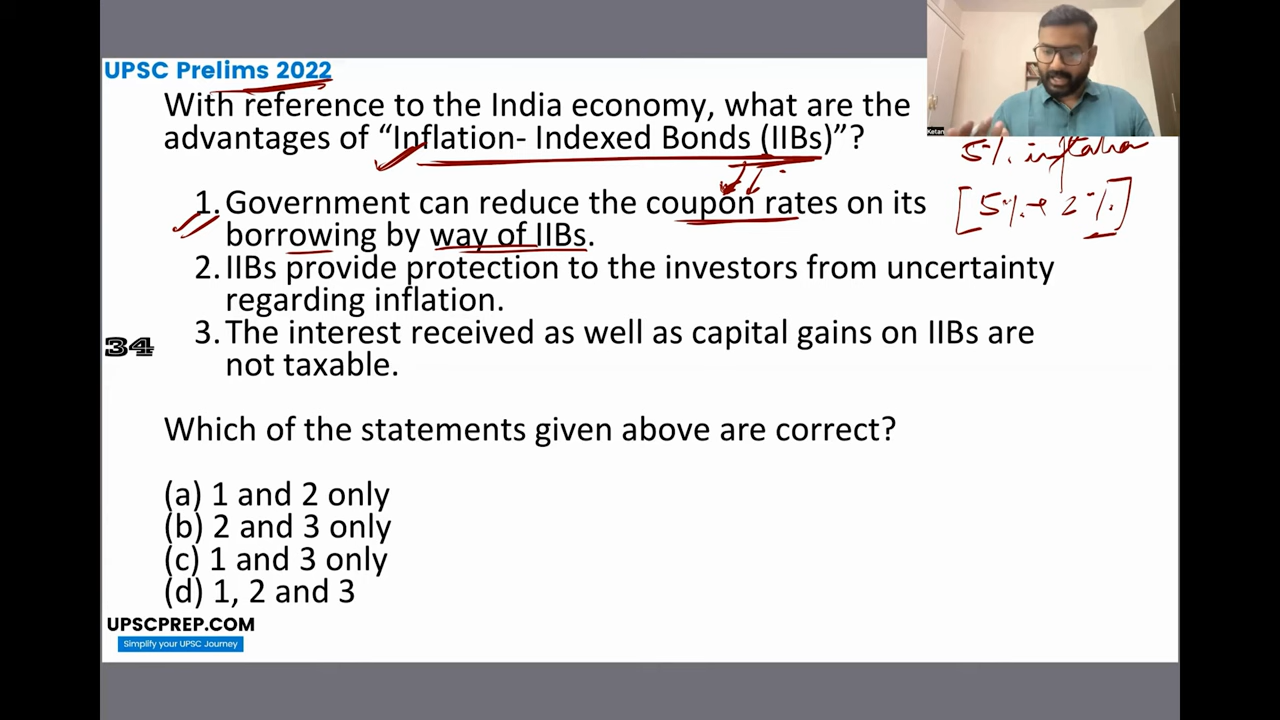 UPSC Prelims 2022
With reference to the India economy, what are the
advantages of “Inflation- Indexed Bonds (IIBs)”?
Ketan
5% inflation
[5% + 2%]
1. Government can reduce the coupon rates on its
borrowing by way of IIBs.
2. IIBs provide protection to the investors from uncertainty
regarding inflation.
3. The interest received as well as capital gains on IIBs are
not taxable.
34
Which of the statements given above are correct?
(a) 1 and 2 only
(b) 2 and 3 only
(c) 1 and 3 only
(d) 1, 2 and 3
UPSCPREP.COM
Simplify your UPSC Journey